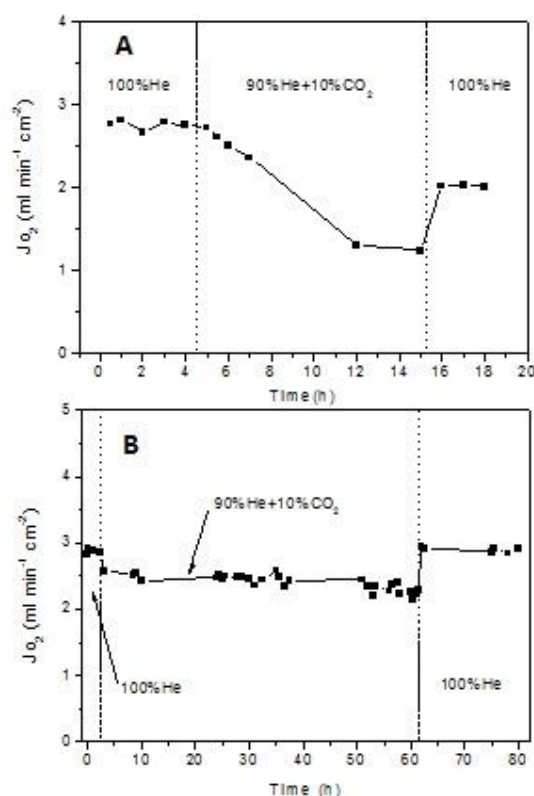 A
100%He
90%He+10%CO₂
100%He
Jo₂ (ml min⁻¹ cm⁻²)
4
3
2
1
0
0 2 4 6 8 10 12 14 16 18 20
Time (h)
B
90%He+10%CO₂
100%He
100%He
Jo₂ (ml min⁻¹ cm⁻²)
5
4
3
2
1
0
0 10 20 30 40 50 60 70 80
Time (h)